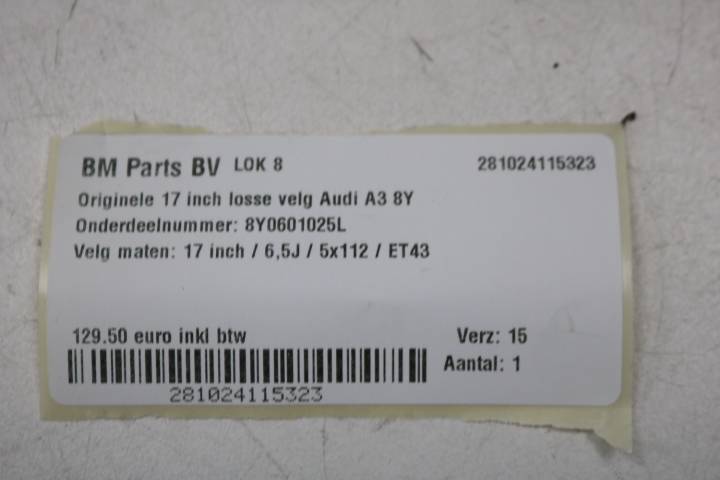 BM Parts BV LOK 8 281024115323
Originele 17 inch losse velg Audi A3 8Y
Onderdeelnummer: 8Y0601025L
Velg maten: 17 inch / 6,5J / 5x112 / ET43
129.50 euro inkl btw Verz: 15
Aantal: 1
281024115323